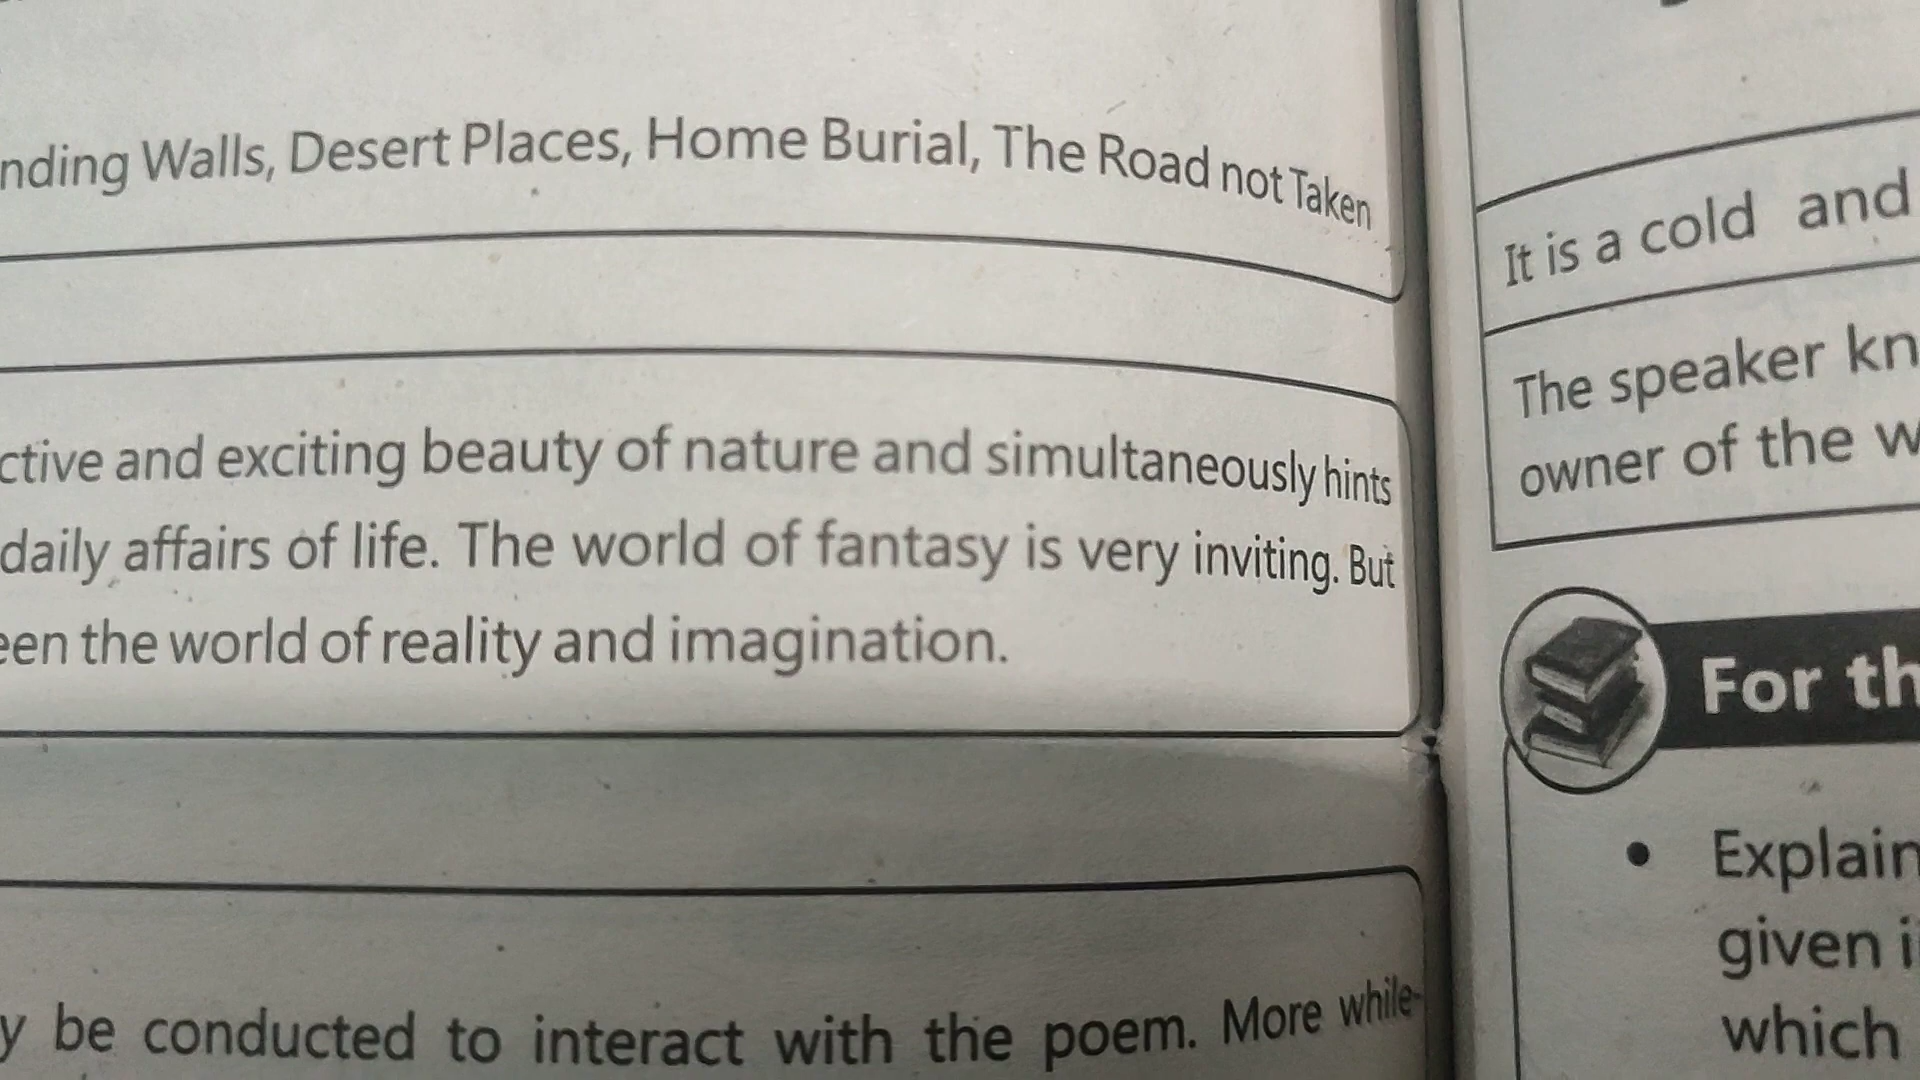 nding Walls, Desert Places, Home Burial, The Road not Taken
ctive and exciting beauty of nature and simultaneously hints
daily affairs of life. The world of fantasy is very inviting. But
een the world of reality and imagination.
y be conducted to interact with the poem. More while-
It is a cold and
The speaker kn
owner of the w
For th
• Explain
given i
which